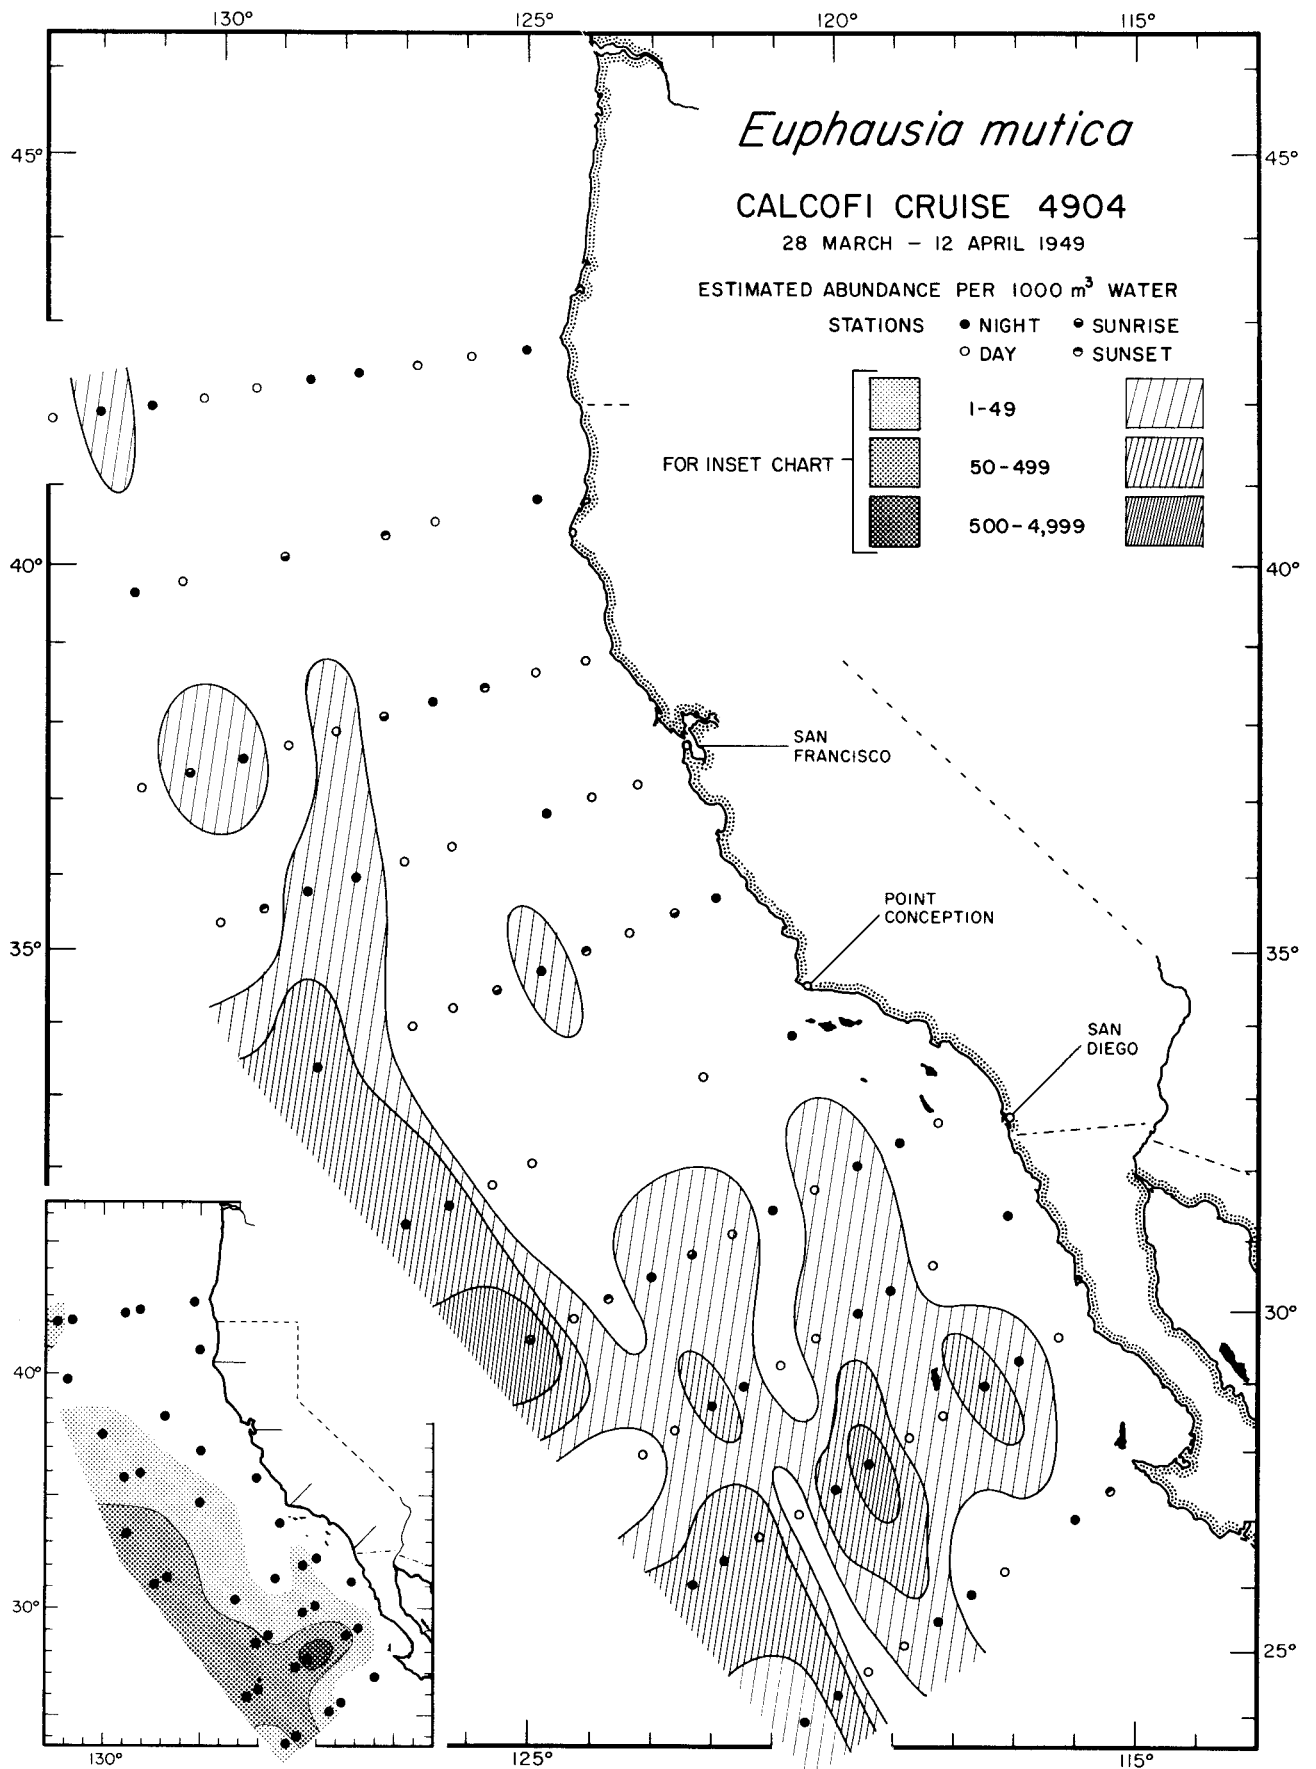 130° 125° 120° 115°
Euphausia mutica
45° 45°
CALCOFI CRUISE 4904
28 MARCH – 12 APRIL 1949
ESTIMATED ABUNDANCE PER 1000 m³ WATER
STATIONS ● NIGHT SUNRISE
○ DAY SUNSET
1-49
FOR INSET CHART 50-499
500-4,999
40° 40°
SAN
FRANCISCO
POINT
CONCEPTION
35° 35°
SAN
DIEGO
30°
40°
30°
25°
130° 125° 115°